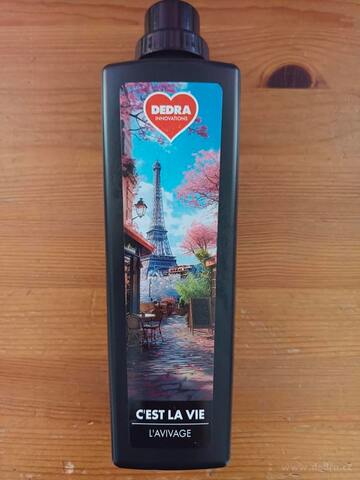 DEDRA
INNOVATIONS
C'EST LA VIE
L'AVIVAGE